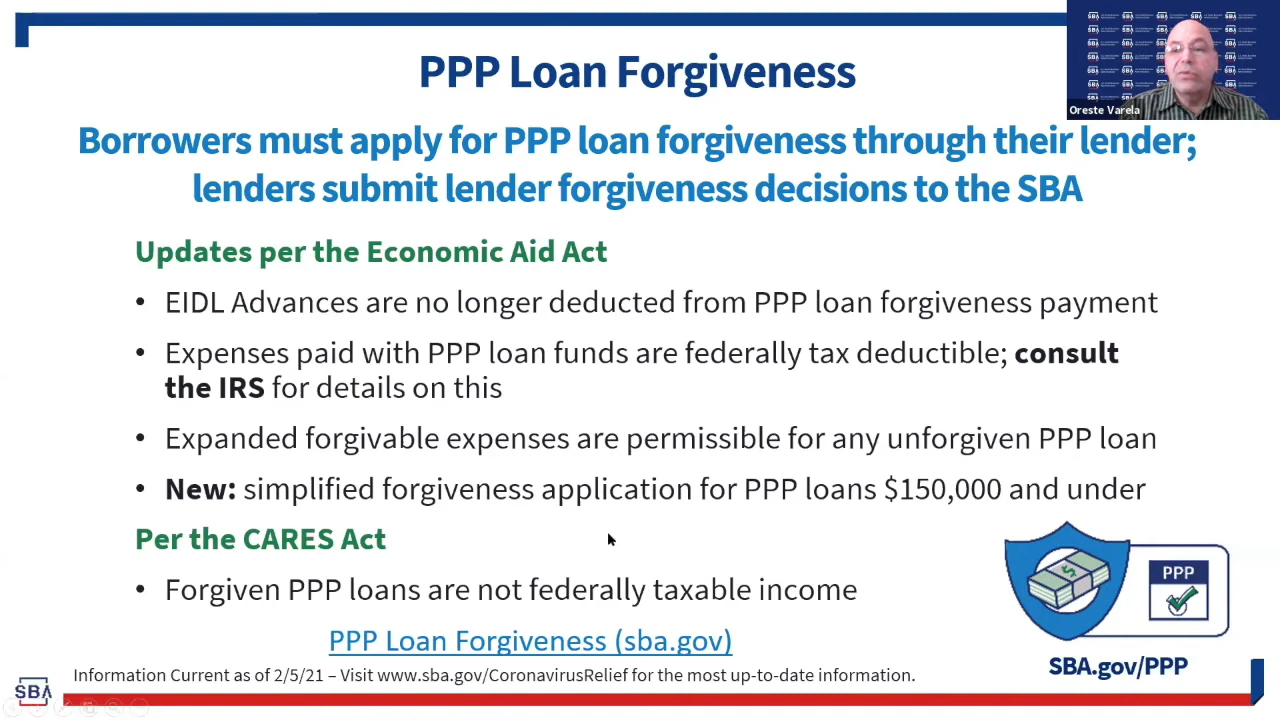 PPP Loan Forgiveness
Oreste Varela
Borrowers must apply for PPP loan forgiveness through their lender;
lenders submit lender forgiveness decisions to the SBA
Updates per the Economic Aid Act
• EIDL Advances are no longer deducted from PPP loan forgiveness payment
• Expenses paid with PPP loan funds are federally tax deductible; consult
the IRS for details on this
• Expanded forgivable expenses are permissible for any unforgiven PPP loan
• New: simplified forgiveness application for PPP loans $150,000 and under
Per the CARES Act
• Forgiven PPP loans are not federally taxable income
PPP
PPP Loan Forgiveness (sba.gov)
SBA.gov/PPP
Information Current as of 2/5/21 – Visit www.sba.gov/CoronavirusRelief for the most up-to-date information.
SBA